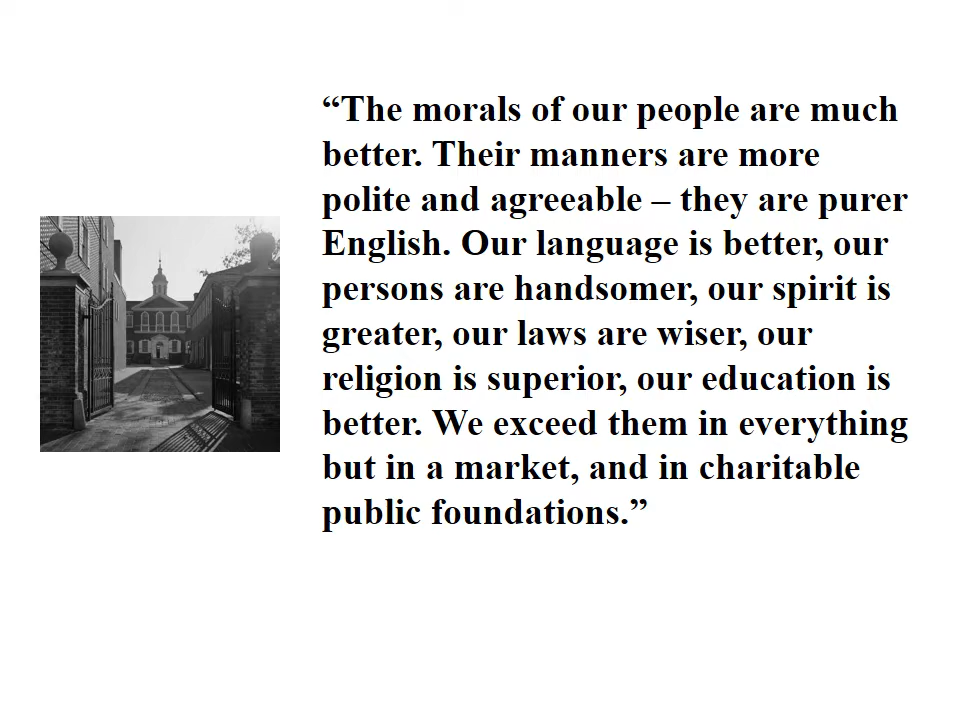 “The morals of our people are much
better. Their manners are more
polite and agreeable – they are purer
English. Our language is better, our
persons are handsomer, our spirit is
greater, our laws are wiser, our
religion is superior, our education is
better. We exceed them in everything
but in a market, and in charitable
public foundations.”